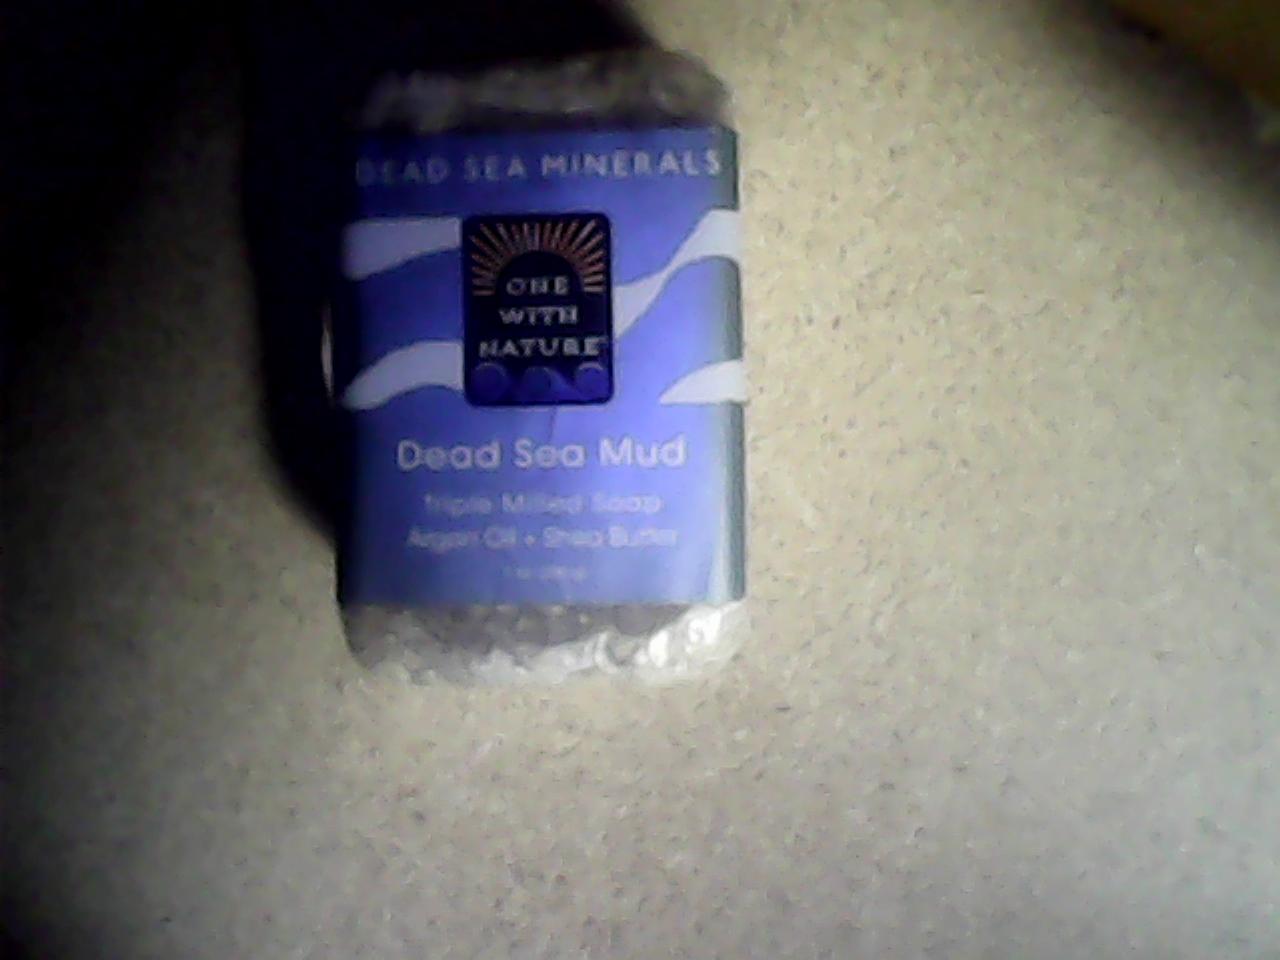 DEAD SEA MINERALS
ONE
WITH
NATURE
Dead Sea Mud
Triple Milled Soap
Argan Oil + Shea Butter